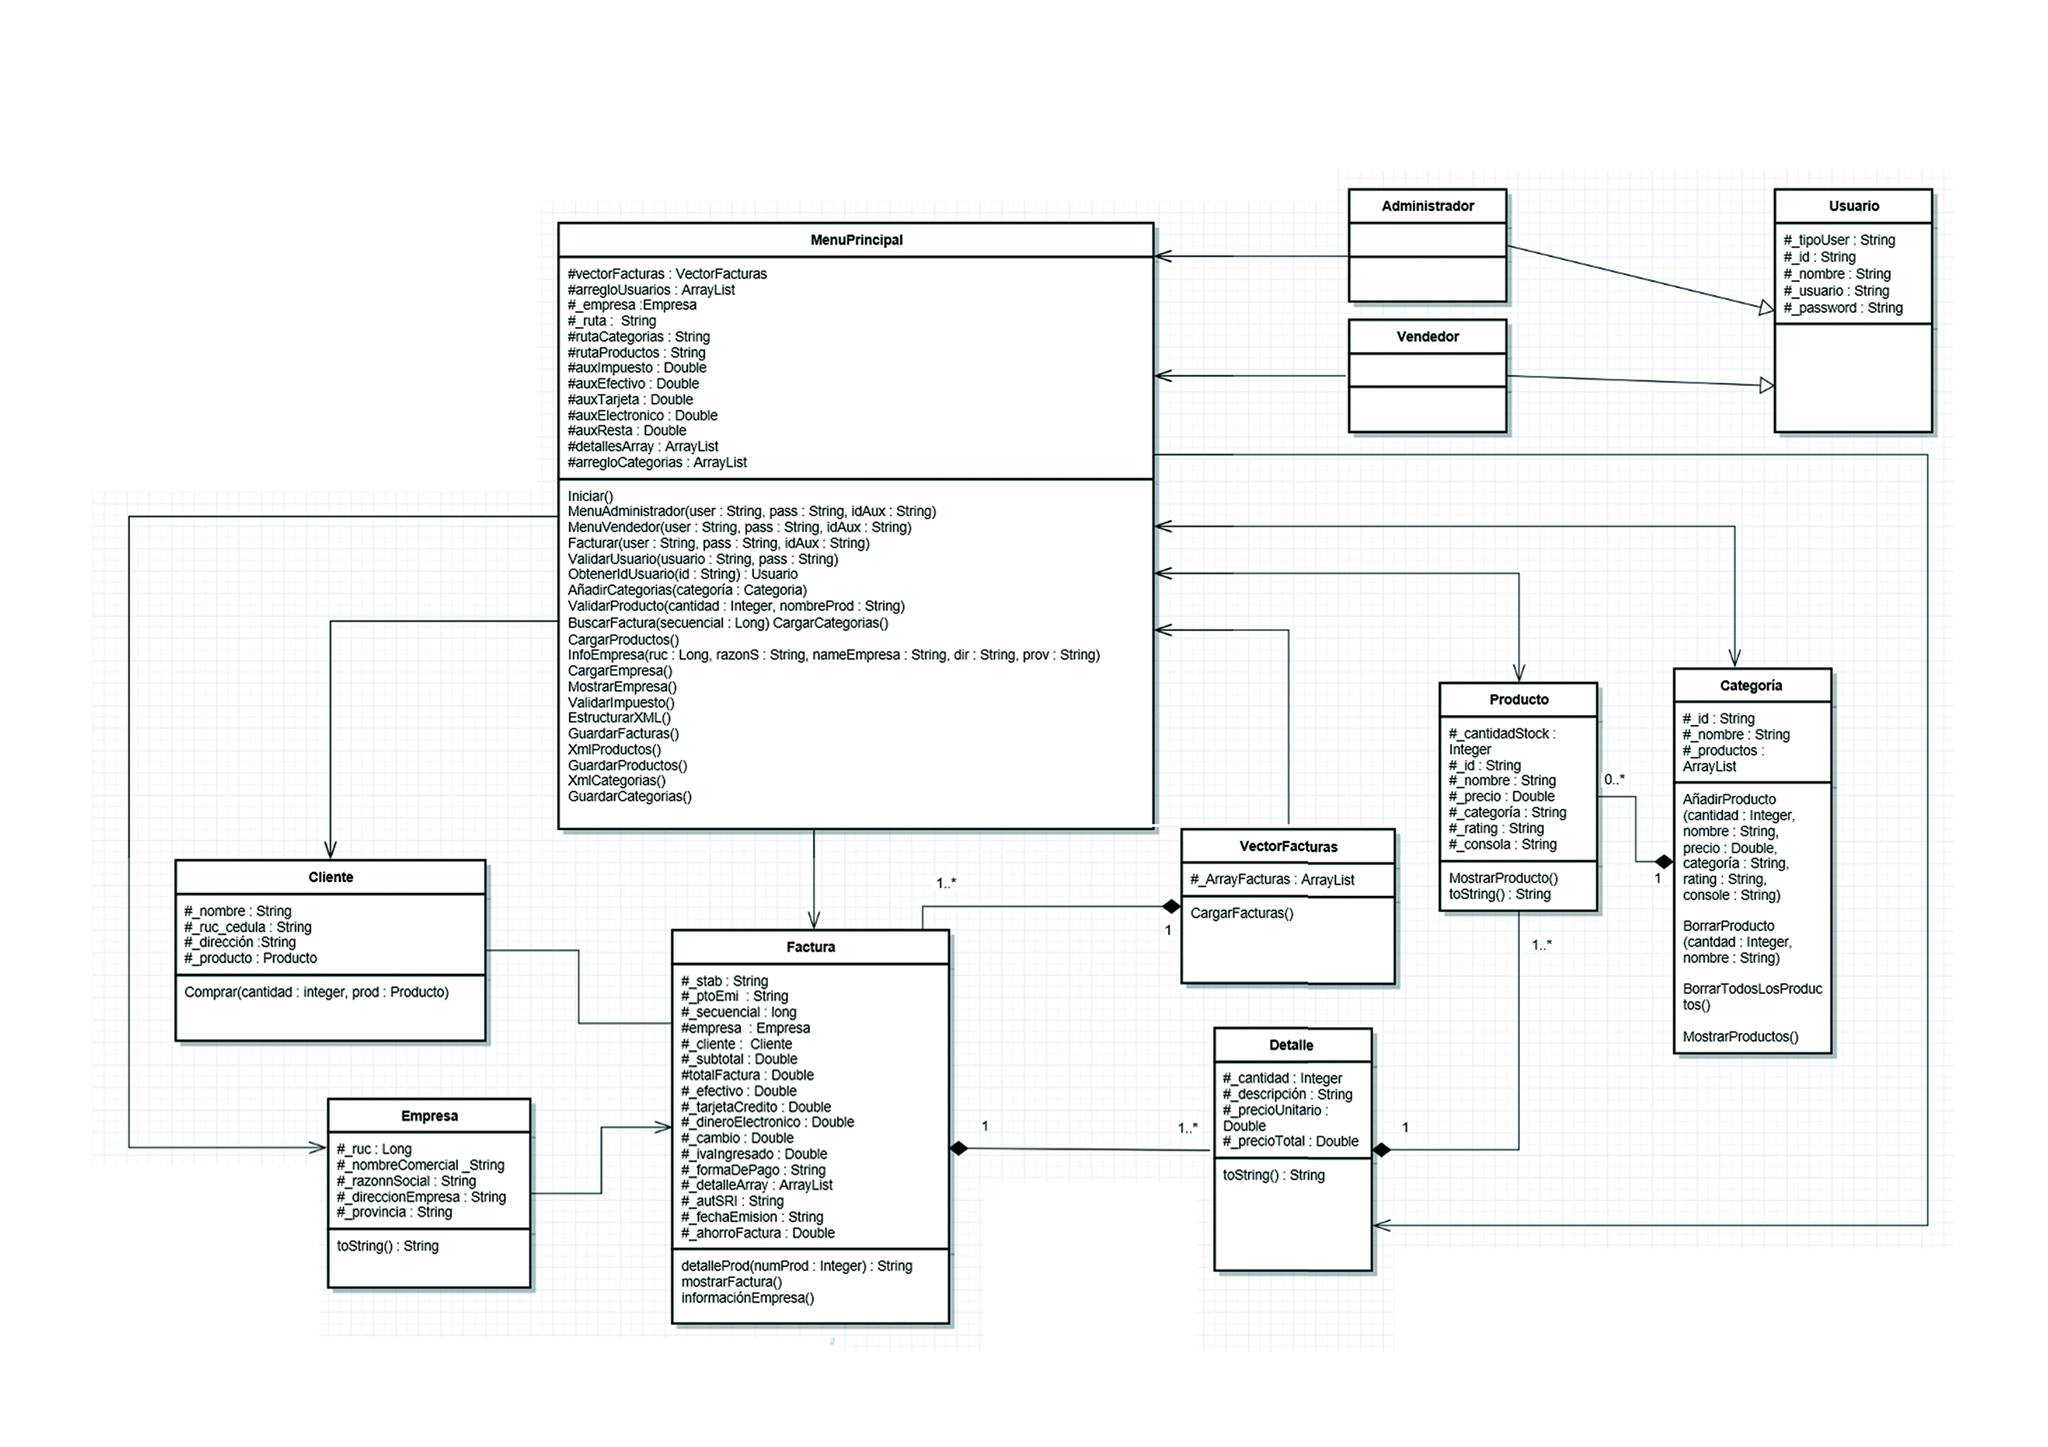 MenuPrincipal
#vectorFacturas : VectorFacturas
#arregloUsuarios : ArrayList
#_empresa :Empresa
#_ruta :  String
#rutaCategorias : String
#rutaProductos : String
#auxImpuesto : Double
#auxEfectivo : Double
#auxTarjeta : Double
#auxElectronico : Double
#auxResta : Double
#detallesArray : ArrayList
#arregloCategorias : ArrayList
Iniciar()
MenuAdministrador(user : String, pass : String, idAux : String)
MenuVendedor(user : String, pass : String, idAux : String)
Facturar(user : String, pass : String, idAux : String)
ValidarUsuario(usuario : String, pass : String)
ObtenerIdUsuario(id : String) : Usuario
AñadirCategorias(categoría : Categoria)
ValidarProducto(cantidad : Integer, nombreProd : String)
BuscarFactura(secuencial : Long) CargarCategorias()
CargarProductos()
InfoEmpresa(ruc : Long, razonS : String, nameEmpresa : String, dir : String, prov : String)
CargarEmpresa()
MostrarEmpresa()
ValidarImpuesto()
EstructurarXML()
GuardarFacturas()
XmlProductos()
GuardarProductos()
XmlCategorias()
GuardarCategorias()
Administrador
Vendedor
Usuario
#_tipoUser : String
#_id : String
#_nombre : String
#_usuario : String
#_password : String
Producto
#_cantidadStock :
Integer
#_id : String
#_nombre : String
#_precio : Double
#_categoría : String
#_rating : String
#_consola : String
MostrarProducto()
toString() : String
0..*
1
1..*
Categoría
#_id : String
#_nombre : String
#_productos :
ArrayList
AñadirProducto
(cantidad : Integer,
nombre : String,
precio : Double,
categoría : String,
rating : String,
console : String)
BorrarProducto
(cantdad : Integer,
nombre : String)
BorrarTodosLosProduc
tos()
MostrarProductos()
VectorFacturas
#_ArrayFacturas : ArrayList
CargarFacturas()
1..*
1
Cliente
#_nombre : String
#_ruc_cedula : String
#_dirección :String
#_producto : Producto
Comprar(cantidad : integer, prod : Producto)
Factura
#_stab : String
#_ptoEmi  : String
#_secuencial : long
#empresa  : Empresa
#_cliente :  Cliente
#_subtotal : Double
#totalFactura : Double
#_efectivo : Double
#_tarjetaCredito : Double
#_dineroElectronico : Double
#_cambio : Double
#_ivaIngresado : Double
#_formaDePago : String
#_detalleArray : ArrayList
#_autSRI : String
#_fechaEmision : String
#_ahorroFactura : Double
detalleProd(numProd : Integer) : String
mostrarFactura()
informaciónEmpresa()
1
1..*
Detalle
#_cantidad : Integer
#_descripción : String
#_precioUnitario :
Double
#_precioTotal : Double
toString() : String
1
Empresa
#_ruc : Long
#_nombreComercial _String
#_razonnSocial : String
#_direccionEmpresa : String
#_provincia : String
toString() : String